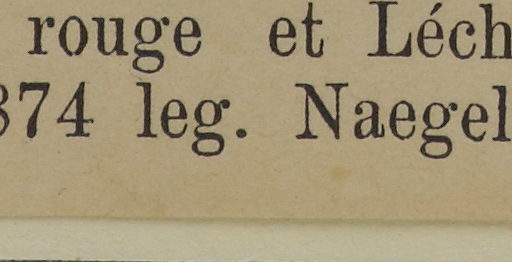 rouge et Léch
374 leg. Naegel